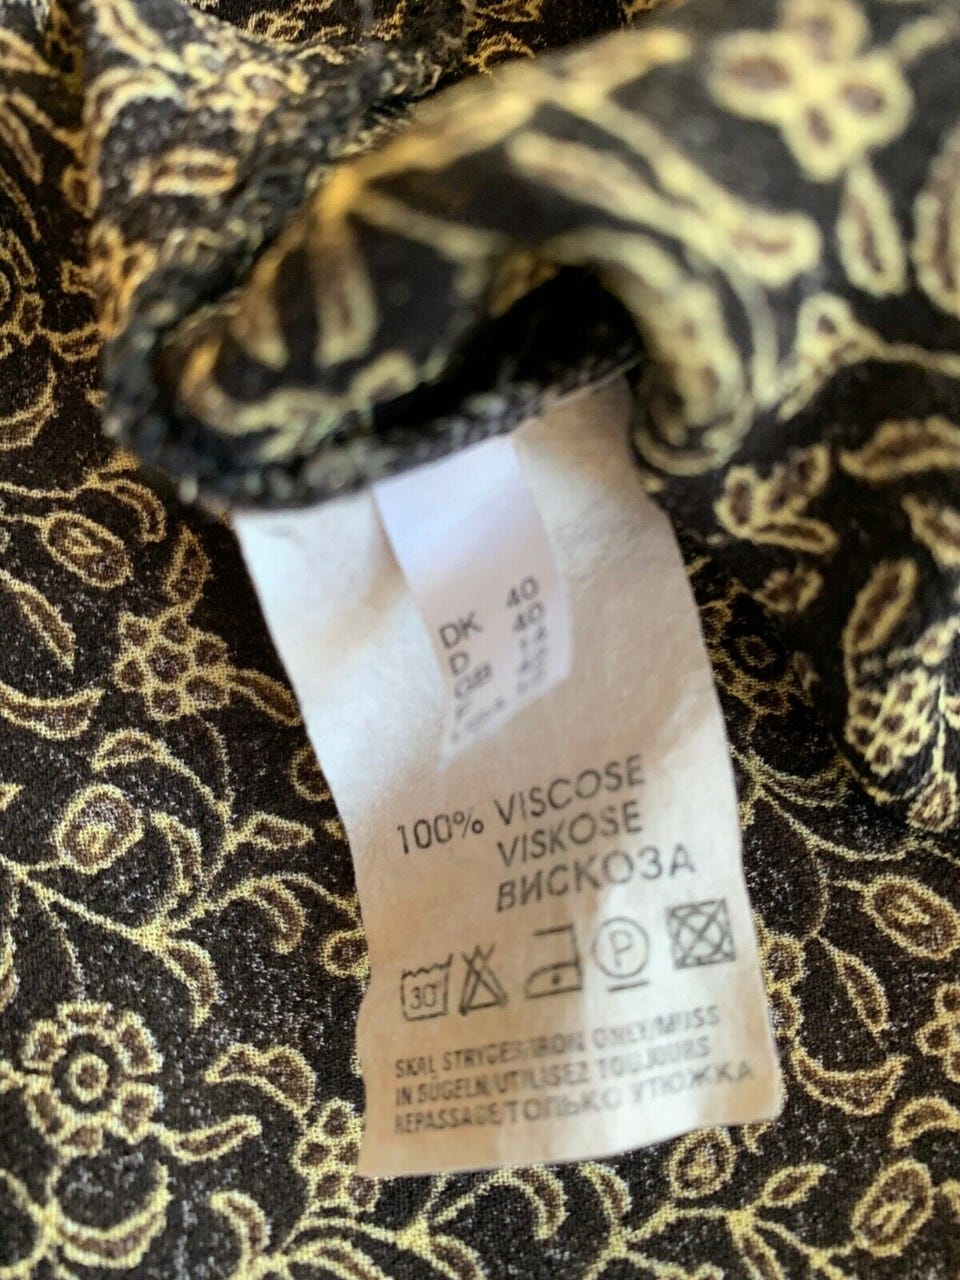 DK 40
D 40
GB 14
100% VISCOSE
VISKOSE
ВИСКОЗА
30° P
SKAL STRYGES/IRON ONLY/MUSS
IN SÜGELN/UTILISEZ TOUJOURS
REPASSAGE/ТОЛЬКО УТЮЖКА